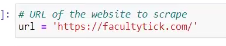 ]: # URL of the website to scrape
url = 'https://facultytick.com/'